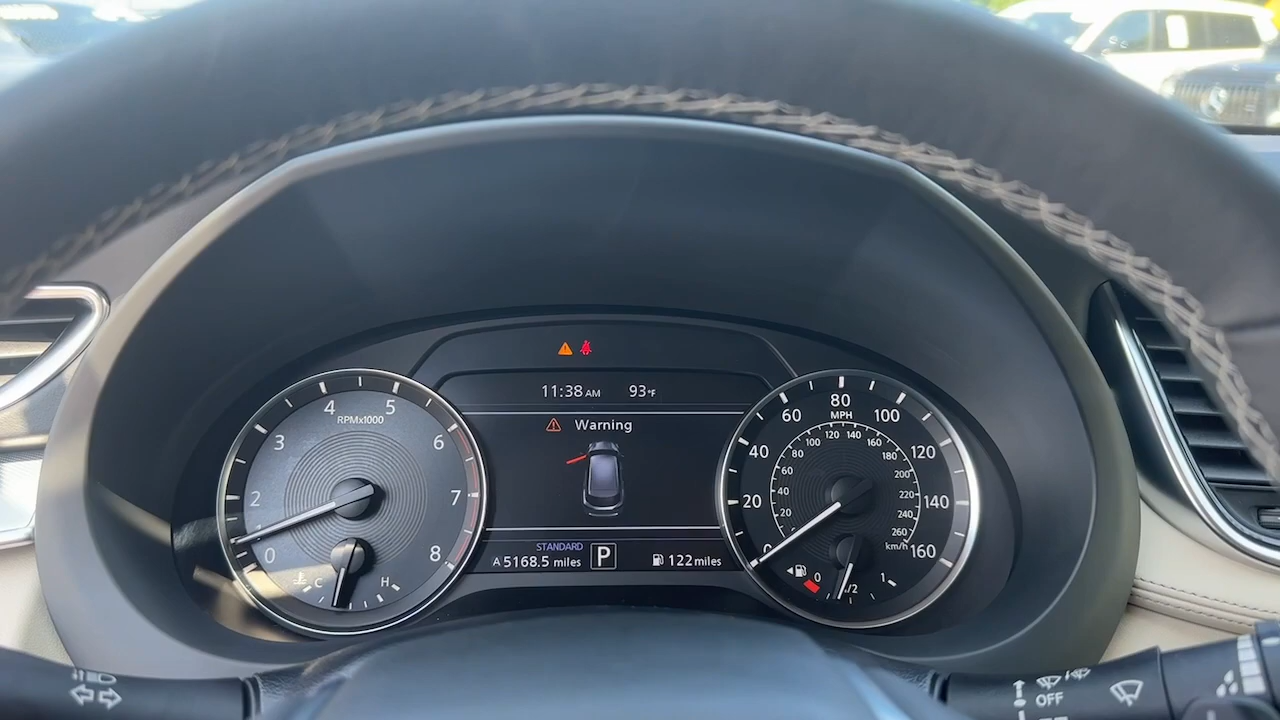 11:38 AM 93°F
Warning
STANDARD
A 5168.5 miles P 122 miles
RPMx1000
0 1 2 3 4 5 6 7 8
C H
MPH
0 20 40 60 80 100 120 140 160
20 40 60 80 100 120 140 160 180 200 220 240 260
km/h
0 1/2 1
OFF